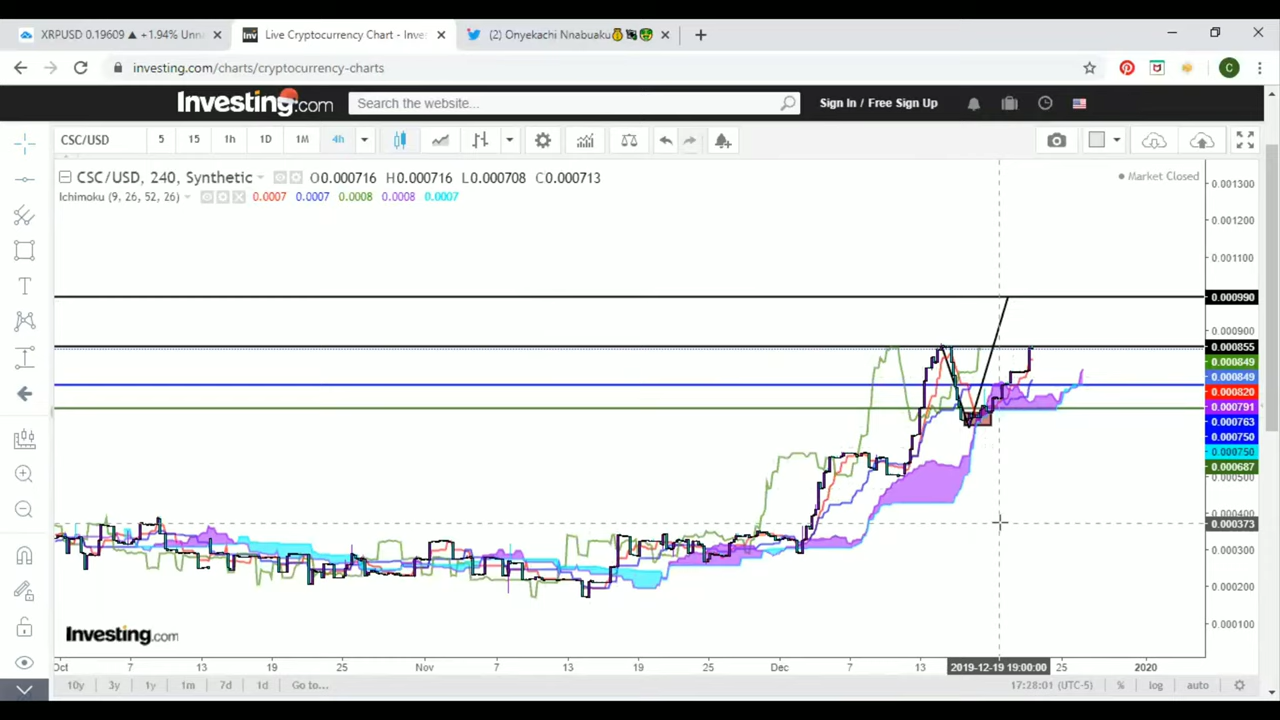 XRPUSD 0.19609 ▲ +1.94% Unn
Live Cryptocurrency Chart - Inve
(2) Onyekachi Nnabuaku
investing.com/charts/cryptocurrency-charts
C
Investing.com
Search the website...
Sign In / Free Sign Up
CSC/USD
5
15
1h
1D
1M
4h
CSC/USD, 240, Synthetic
O0.000716 H0.000716 L0.000708 C0.000713
Market Closed
Ichimoku (9, 26, 52, 26)
0.0007 0.0007 0.0008 0.0008 0.0007
0.001300
0.001200
0.001100
0.000990
0.000900
0.000855
0.000849
0.000849
0.000820
0.000791
0.000763
0.000750
0.000750
0.000687
0.000500
0.000400
0.000373
0.000300
0.000200
0.000100
Investing.com
Oct 7 13 19 25 Nov 7 13 19 25 Dec 7 13 2019-12-19 19:00:00 25 2020
10y 3y 1y 1m 7d 1d Go to...
17:28:01 (UTC-5) % log auto